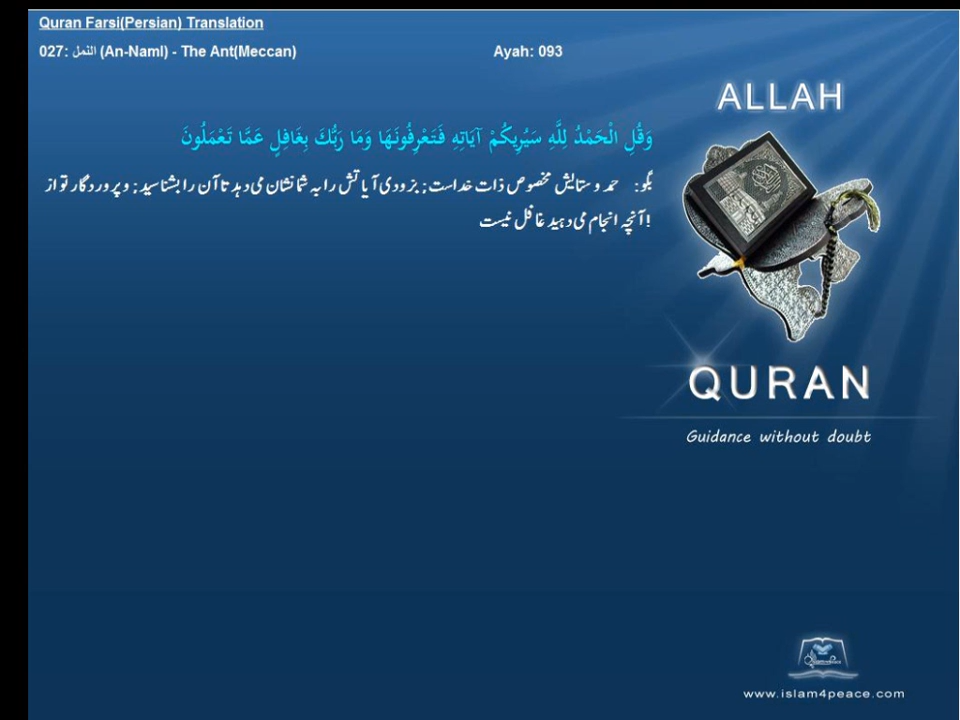 Quran Farsi(Persian) Translation
027: النمل (An-Naml) - The Ant(Meccan) Ayah: 093
ALLAH
وَقُلِ الْحَمْدُ لِلَّهِ سَيُرِيكُمْ آيَاتِهِ فَتَعْرِفُونَهَا وَمَا رَبُّكَ بِغَافِلٍ عَمَّا تَعْمَلُونَ
بگو: حمد و ستایش مخصوص ذات خداست; بزودی آیاتش را به شما نشان می‌دهد تا آن را بشناسید; و پروردگار تو از
!آنچه انجام می‌دهید غافل نیست
QURAN
Guidance without doubt
www.islam4peace.com